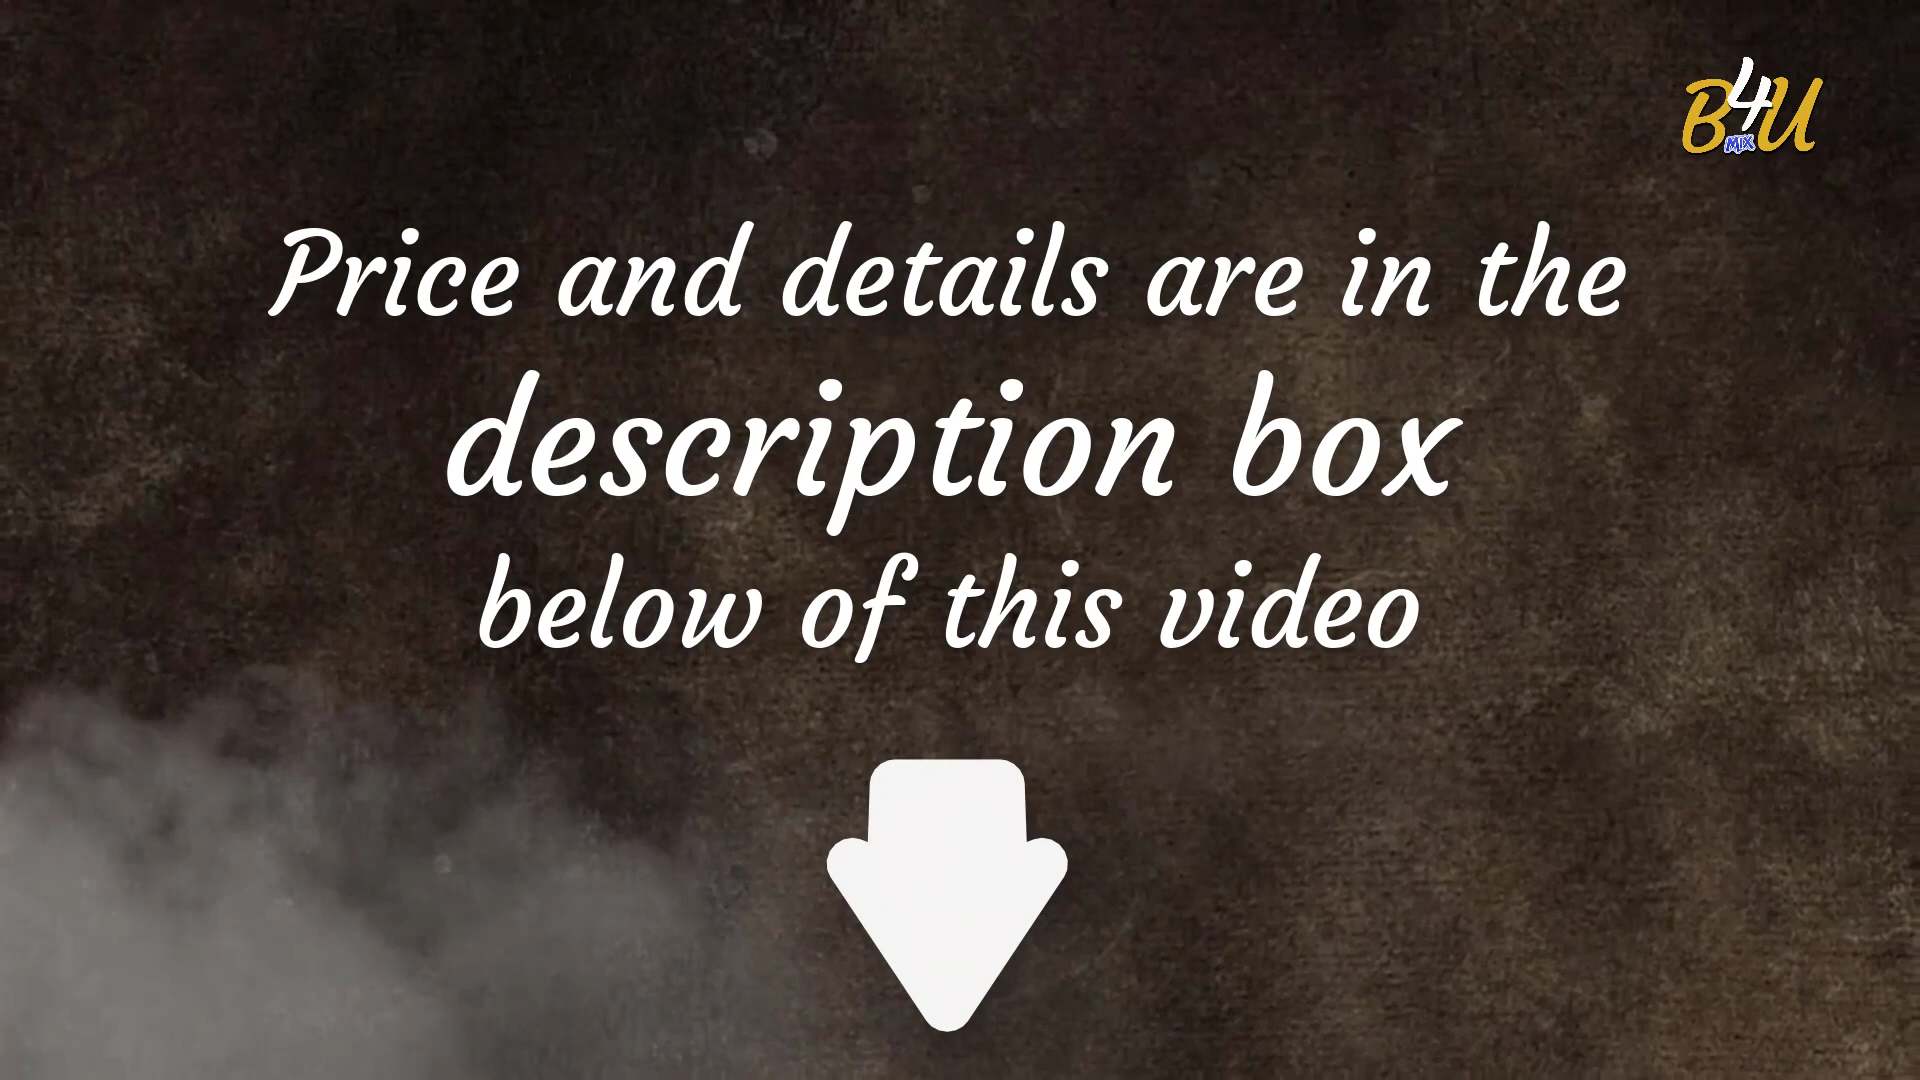 B4U
MIX
Price and details are in the
description box
below of this video